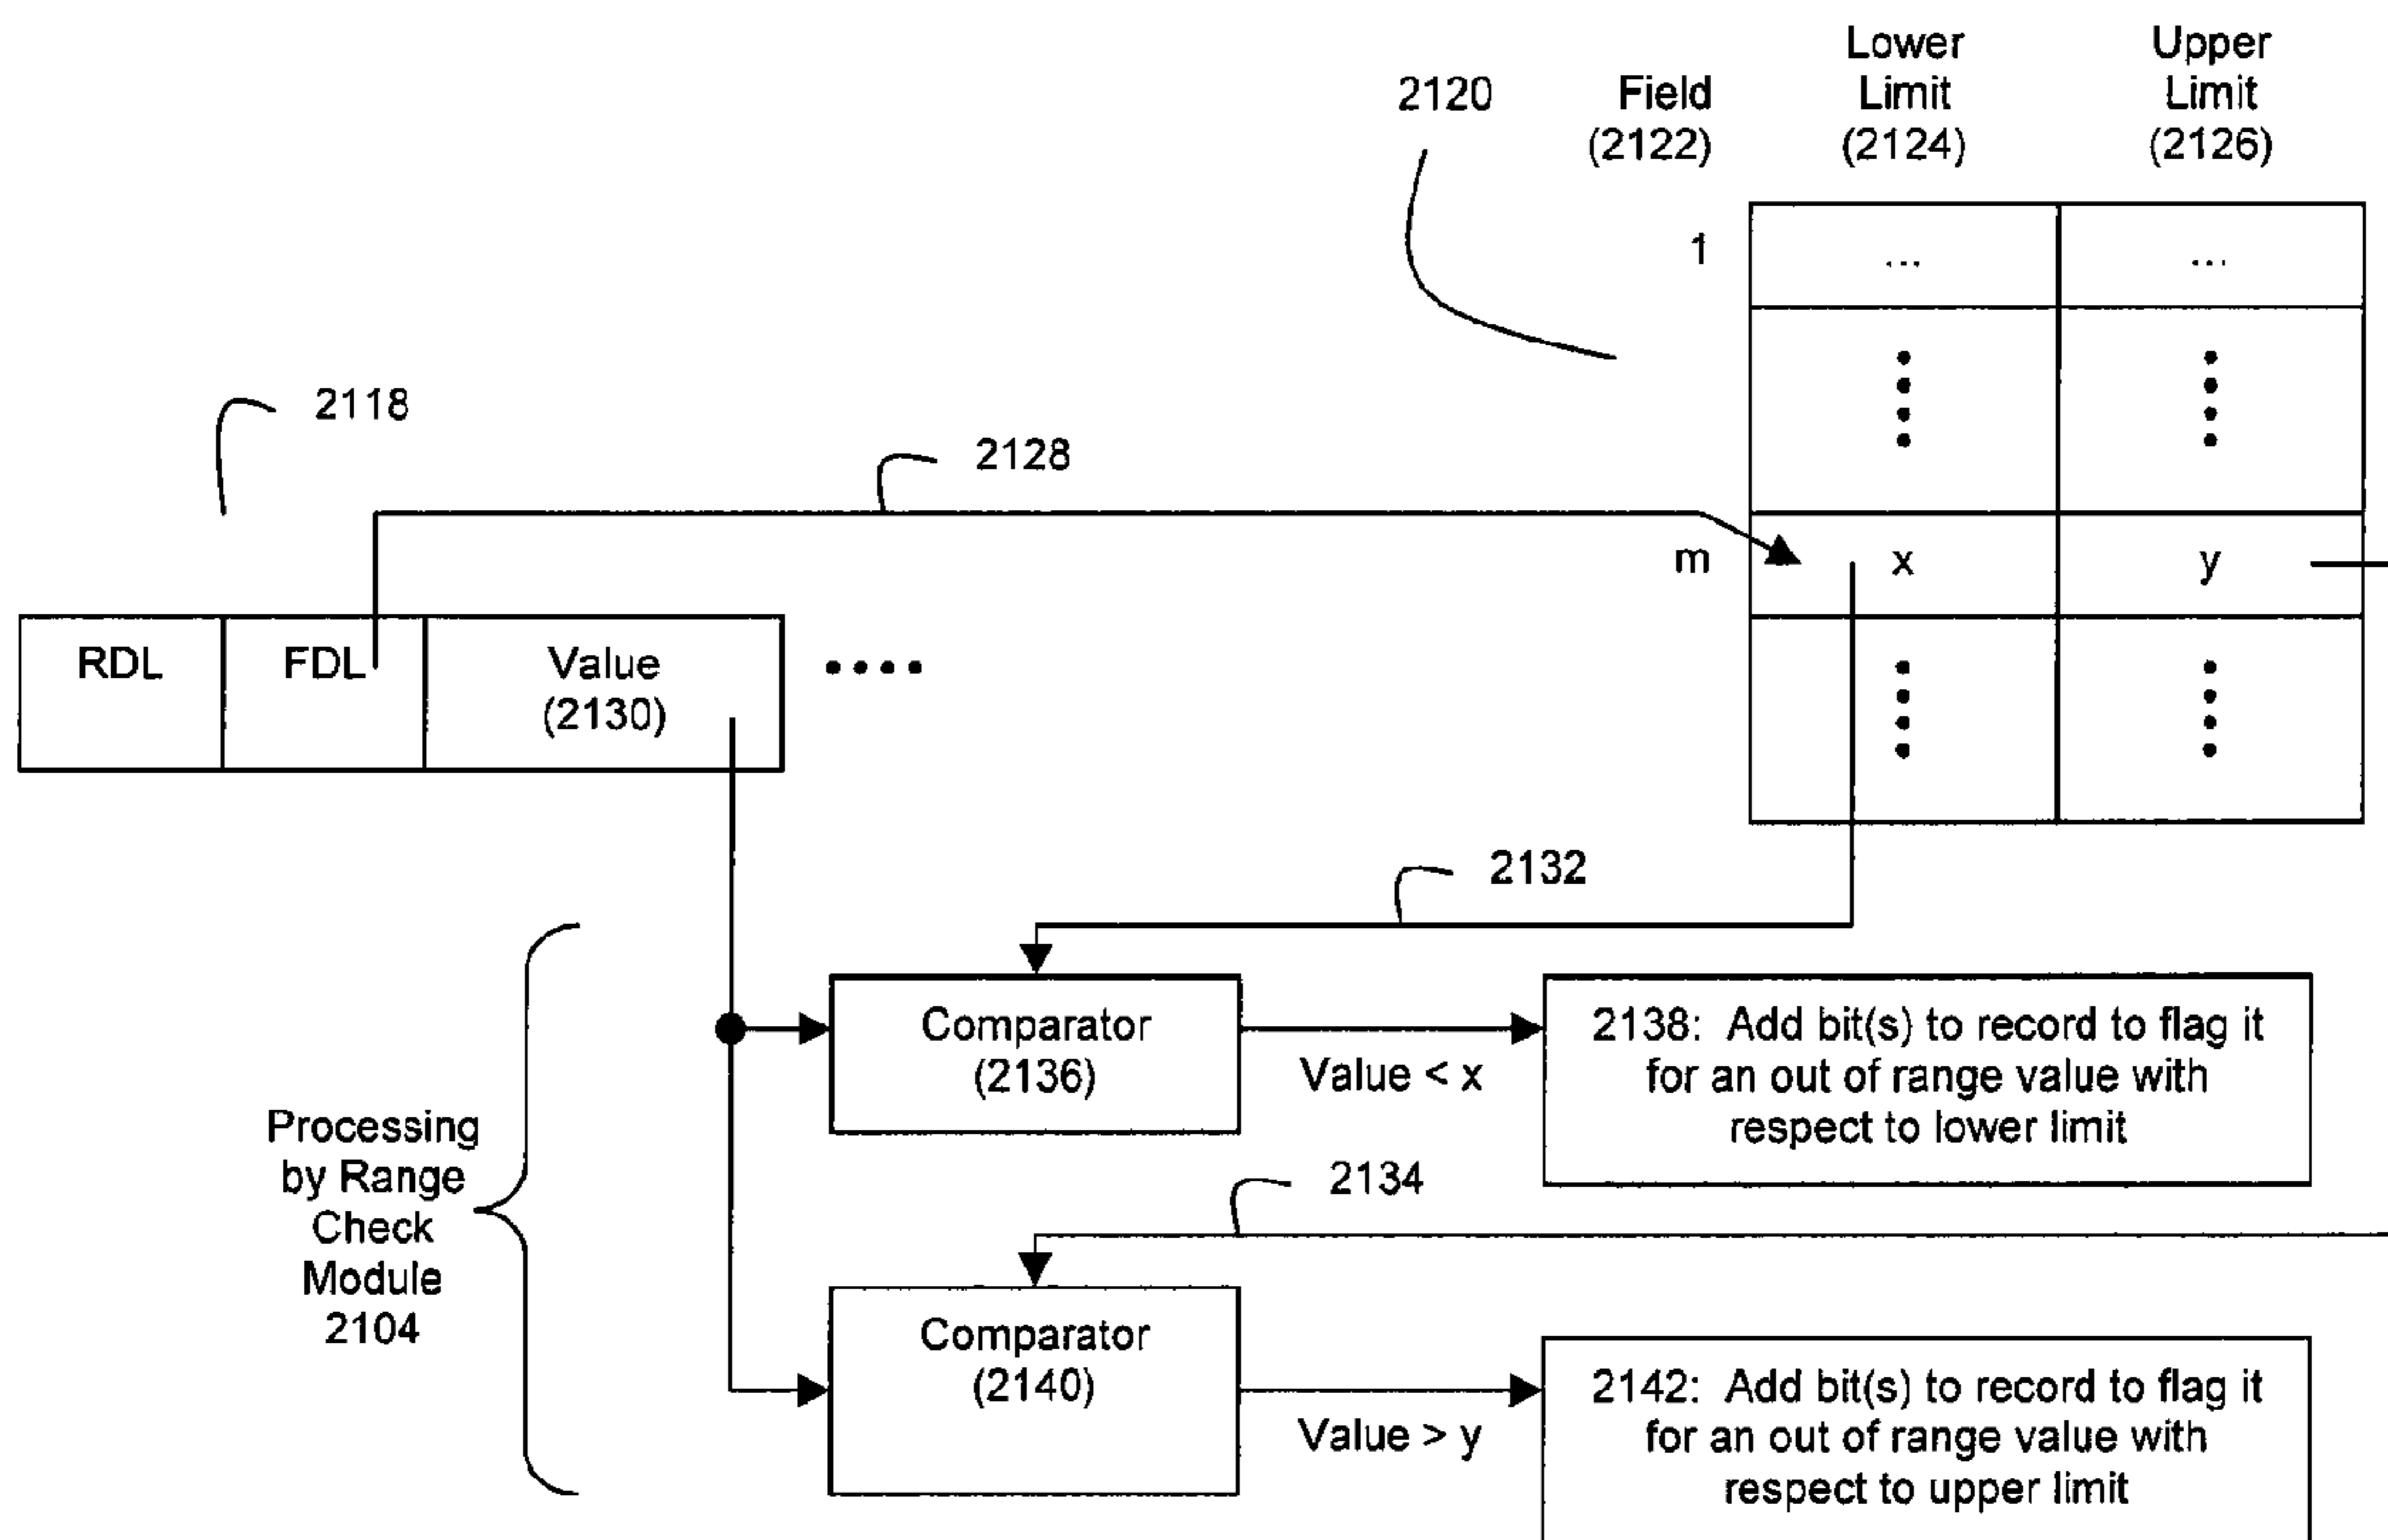 Lower
Upper
2120
Field
Limit
Limit
(2122)
(2124)
(2126)
1
...
...
2118
2128
m
x
y
RDL
FDL
Value
(2130)
2132
Comparator
(2136)
Value < x
2138: Add bit(s) to record to flag it
for an out of range value with
respect to lower limit
Processing
by Range
Check
Module
2104
2134
Comparator
(2140)
Value > y
2142: Add bit(s) to record to flag it
for an out of range value with
respect to upper limit